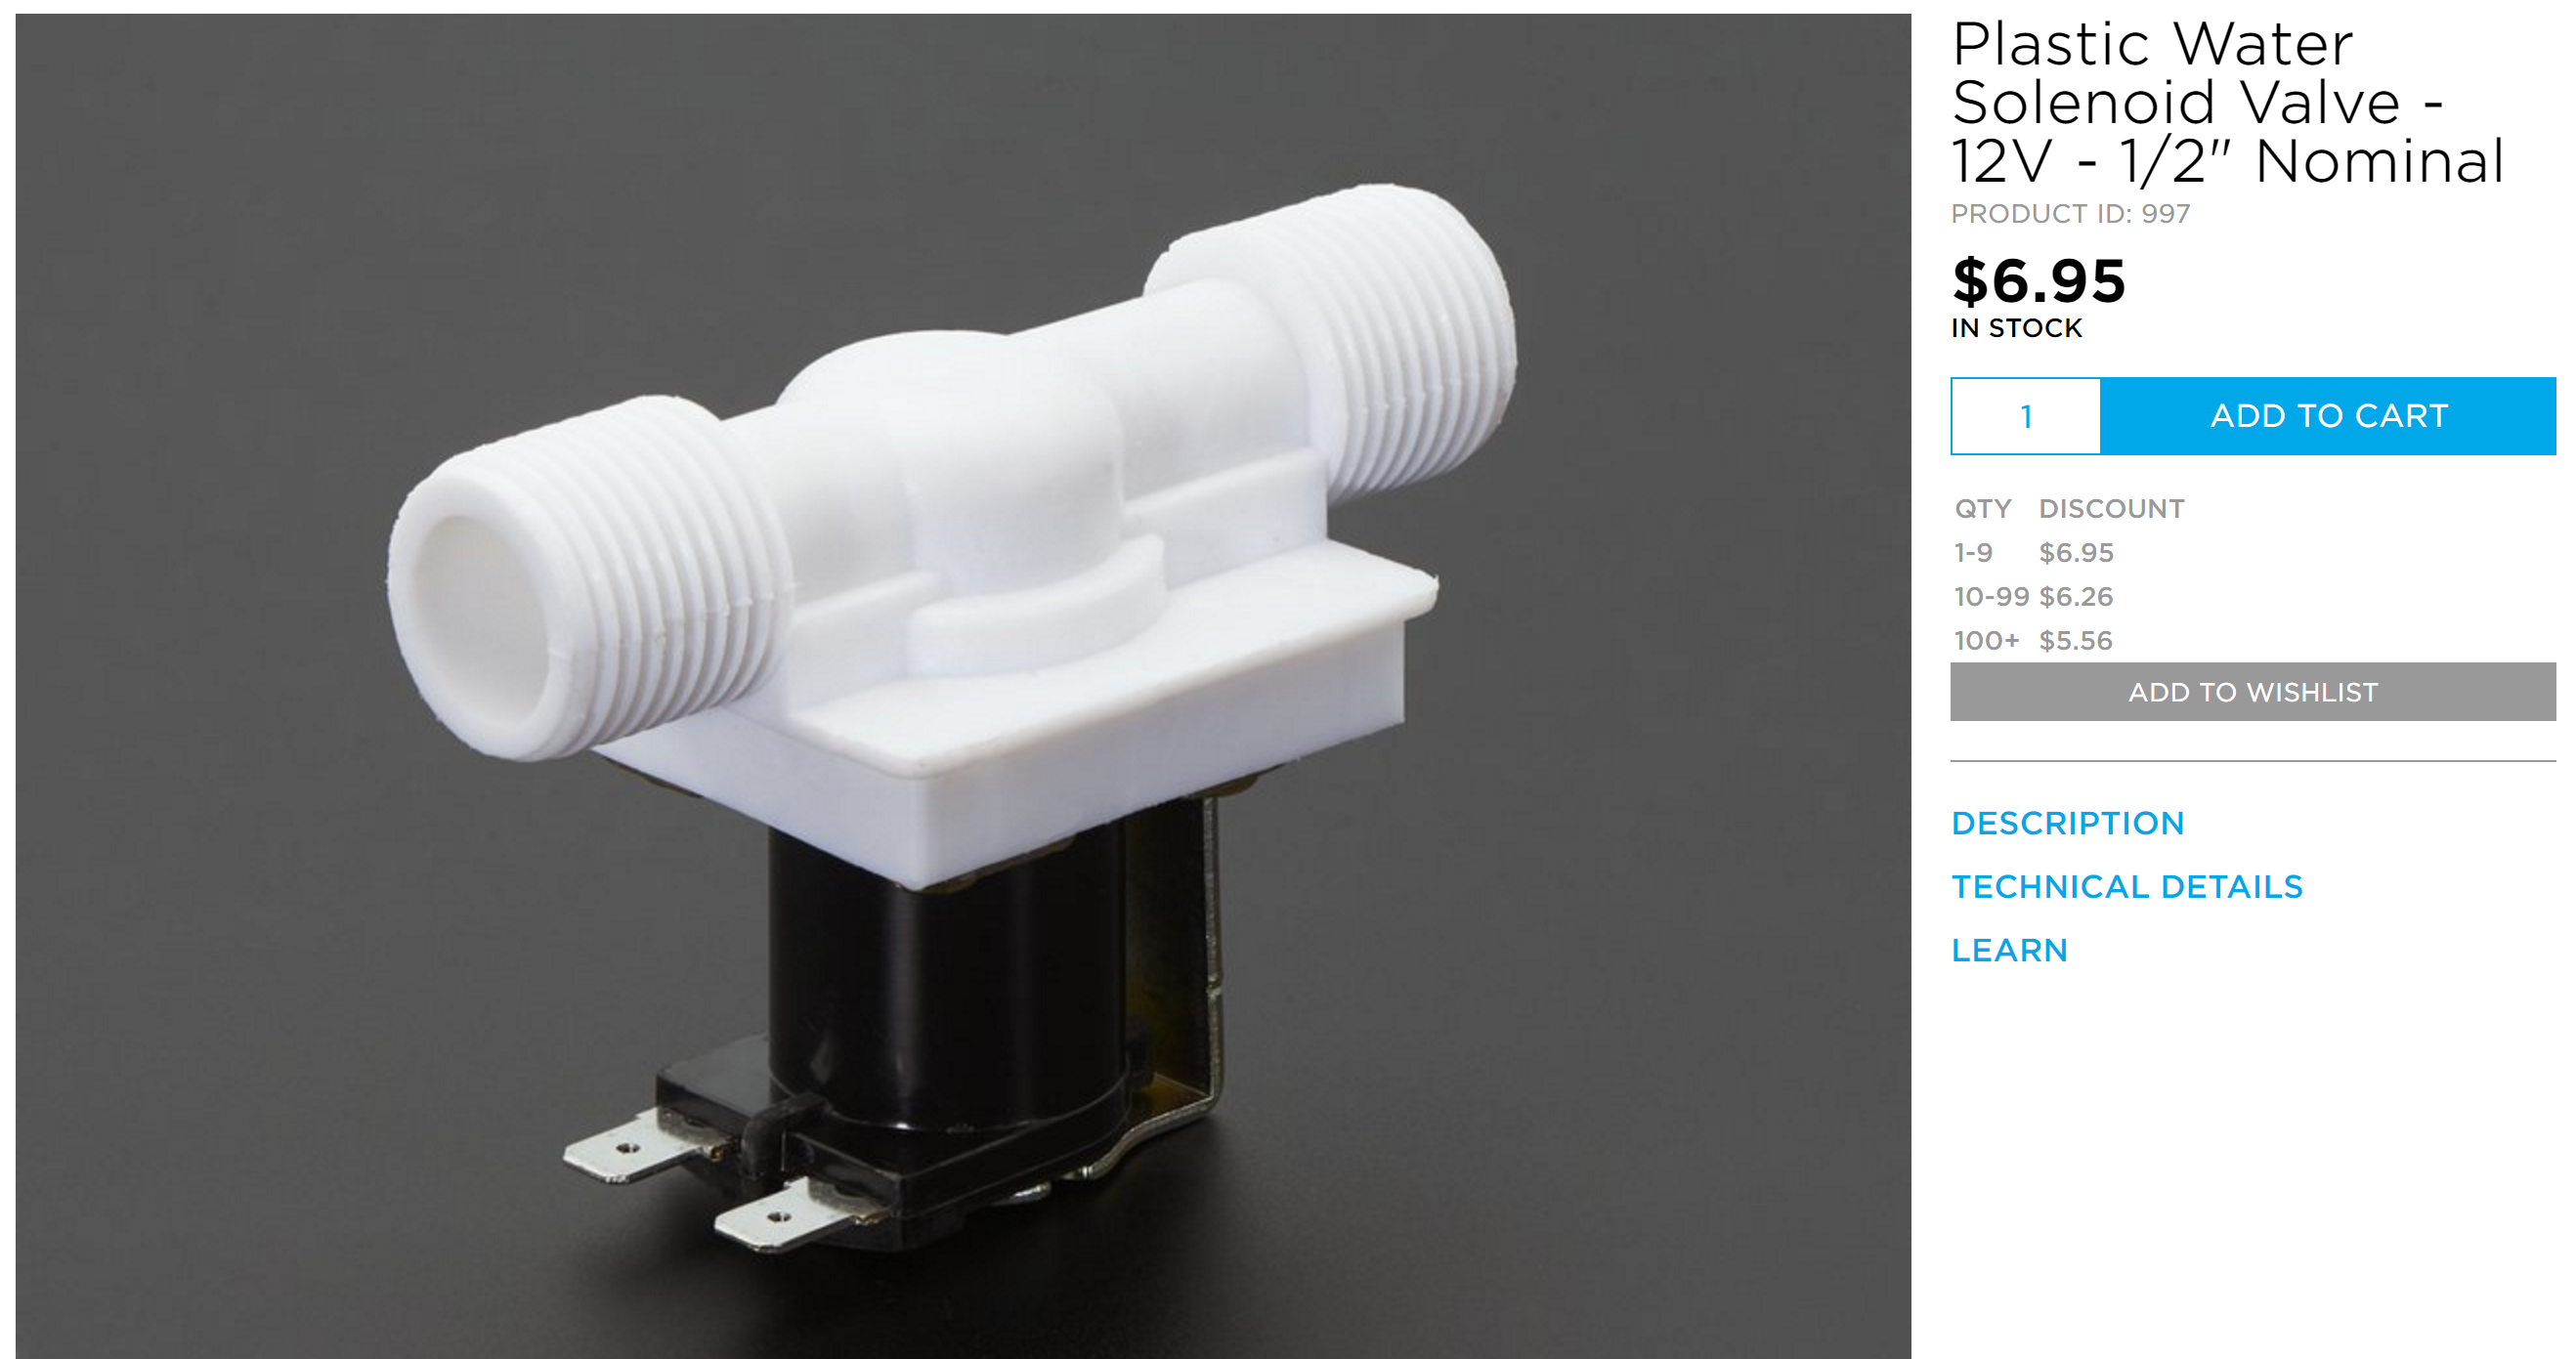 Plastic Water
Solenoid Valve -
12V - 1/2" Nominal
PRODUCT ID: 997
$6.95
IN STOCK
1 ADD TO CART
QTY DISCOUNT
1-9 $6.95
10-99 $6.26
100+ $5.56
ADD TO WISHLIST
DESCRIPTION
TECHNICAL DETAILS
LEARN